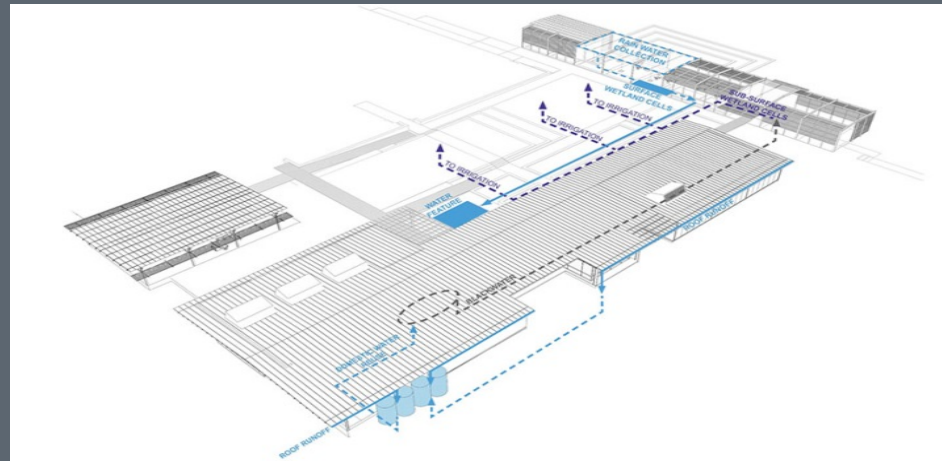 RAIN WATER
COLLECTION
SURFACE
WETLAND CELLS
SUB-SURFACE
WETLAND CELLS
TO IRRIGATION
TO IRRIGATION
TO IRRIGATION
WATER
FEATURE
ROOF RUNOFF
BLACKWATER
DOMESTIC WATER
REUSE
ROOF RUNOFF